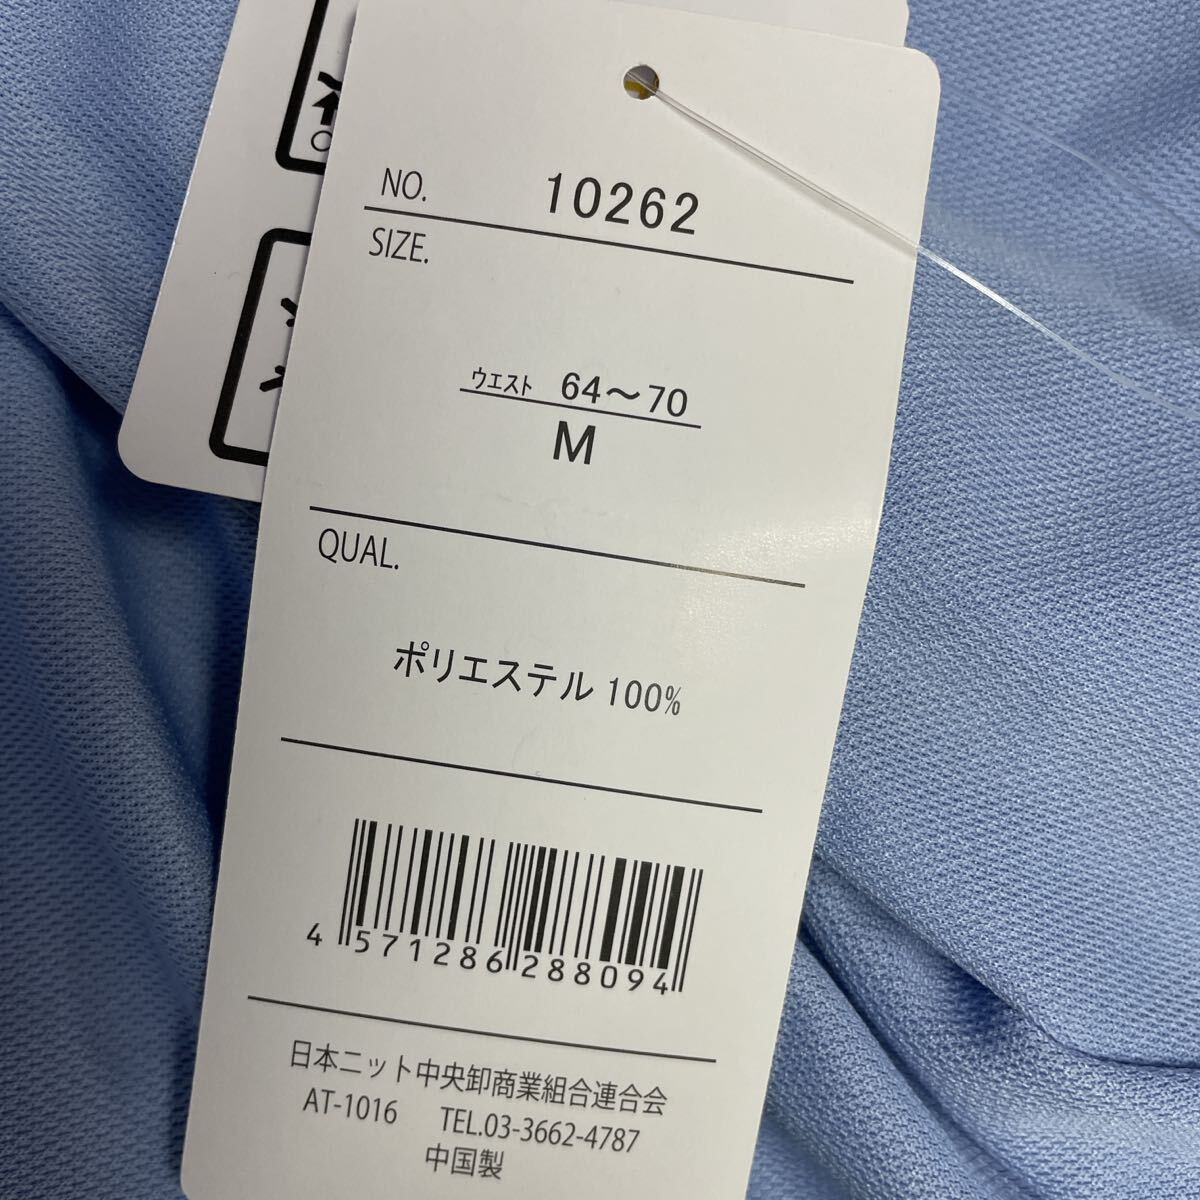 NO. 10262
SIZE.
ウエスト 64～70
M
QUAL.
ポリエステル 100%
4 571286 288094
日本ニット中央卸商業組合連合会
AT-1016 TEL.03-3662-4787
中国製